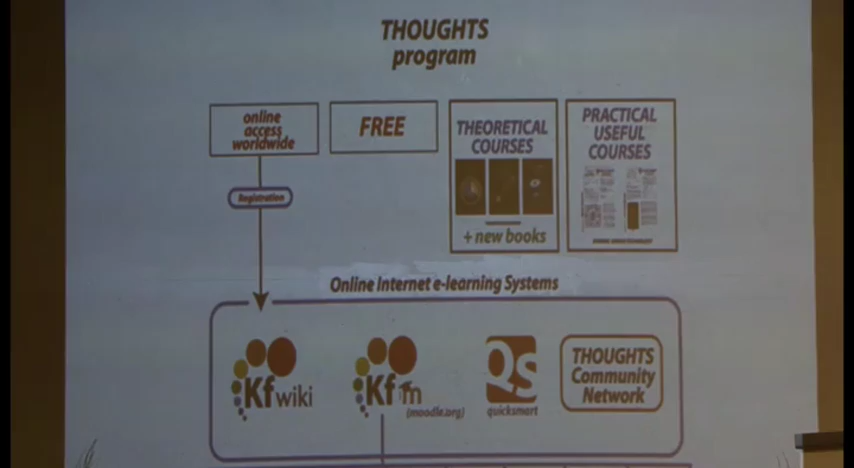 THOUGHTS
program
online
access
worldwide
FREE
THEORETICAL
COURSES
+ new books
PRACTICAL
USEFUL
COURSES
Registration
Online Internet e-learning Systems
Kf wiki
Kf m
(moodle.org)
QS
quicksmart
THOUGHTS
Community
Network